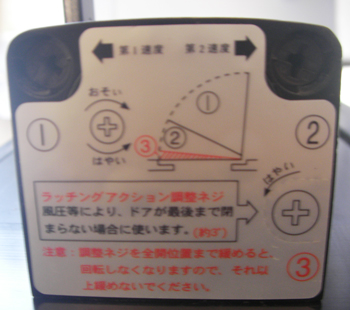 第1速度 第2速度
おそい
① ①
② ②
③
はやい
はやい
ラッチングアクション調整ネジ
風圧等により、ドアが最後まで閉
まらない場合に使います。
注意:調整ネジを全開位置まで緩めると、
回転しなくなりますので、それ以
上緩めないでください。
③